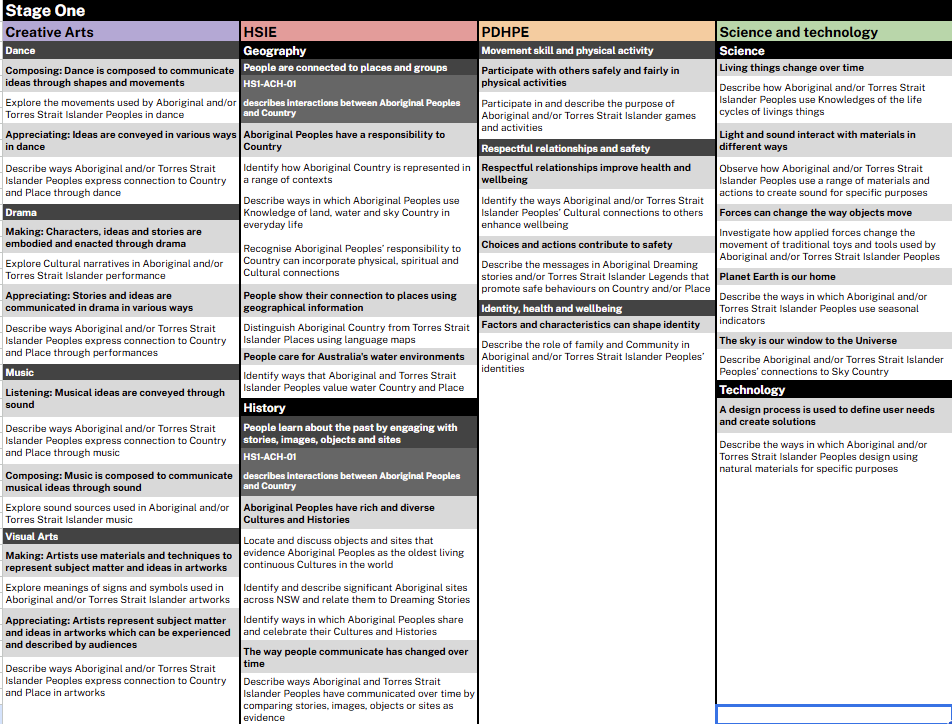 Stage One
Creative Arts
Dance
Composing: Dance is composed to communicate
ideas through shapes and movements
Explore the movements used by Aboriginal and/or
Torres Strait Islander Peoples in dance
Appreciating: Ideas are conveyed in various ways
in dance
Describe ways Aboriginal and/or Torres Strait
Islander Peoples express connection to Country
and Place through dance
Drama
Making: Characters, ideas and stories are
embodied and enacted through drama
Explore Cultural narratives in Aboriginal and/or
Torres Strait Islander performance
Appreciating: Stories and ideas are
communicated in drama in various ways
Describe ways Aboriginal and/or Torres Strait
Islander Peoples express connection to Country
and Place through performances
Music
Listening: Musical ideas are conveyed through
sound
Describe ways Aboriginal and/or Torres Strait
Islander Peoples express connection to Country
and Place through music
Composing: Music is composed to communicate
musical ideas through sound
Explore sound sources used in Aboriginal and/or
Torres Strait Islander music
Visual Arts
Making: Artists use materials and techniques to
represent subject matter and ideas in artworks
Explore meanings of signs and symbols used in
Aboriginal and/or Torres Strait Islander artworks
Appreciating: Artists represent subject matter
and ideas in artworks which can be experienced
and described by audiences
Describe ways Aboriginal and/or Torres Strait
Islander Peoples express connection to Country
and Place in artworks
HSIE
Geography
People are connected to places and groups
HS1-ACH-01
describes interactions between Aboriginal Peoples
and Country
Aboriginal Peoples have a responsibility to
Country
Identify how Aboriginal Country is represented in
a range of contexts
Describe ways in which Aboriginal Peoples use
Knowledge of land, water and sky Country in
everyday life
Recognise Aboriginal Peoples' responsibility to
Country can incorporate physical, spiritual and
Cultural connections
People show their connection to places using
geographical information
Distinguish Aboriginal Country from Torres Strait
Islander Places using language maps
People care for Australia's water environments
Identify ways that Aboriginal and Torres Strait
Islander Peoples value water Country and Place
History
People learn about the past by engaging with
stories, images, objects and sites
HS1-ACH-01
describes interactions between Aboriginal Peoples
and Country
Aboriginal Peoples have rich and diverse
Cultures and Histories
Locate and discuss objects and sites that
evidence Aboriginal Peoples as the oldest living
continuous Cultures in the world
Identify and describe significant Aboriginal sites
across NSW and relate them to Dreaming Stories
Identify ways in which Aboriginal Peoples share
and celebrate their Cultures and Histories
The way people communicate has changed over
time
Describe ways Aboriginal and Torres Strait
Islander Peoples have communicated over time by
comparing stories, images, objects or sites as
evidence
PDHPE
Movement skill and physical activity
Participate with others safely and fairly in
physical activities
Participate in and describe the purpose of
Aboriginal and/or Torres Strait Islander games
and activities
Respectful relationships and safety
Respectful relationships improve health and
wellbeing
Identify the ways Aboriginal and/or Torres Strait
Islander Peoples' Cultural connections to others
enhance wellbeing
Choices and actions contribute to safety
Describe the messages in Aboriginal Dreaming
stories and/or Torres Strait Islander Legends that
promote safe behaviours on Country and/or Place
Identity, health and wellbeing
Factors and characteristics can shape identity
Describe the role of family and Community in
Aboriginal and/or Torres Strait Islander Peoples'
identities
Science and technology
Science
Living things change over time
Describe how Aboriginal and/or Torres Strait
Islander Peoples use Knowledges of the life
cycles of livings things
Light and sound interact with materials in
different ways
Observe how Aboriginal and/or Torres Strait
Islander Peoples use a range of materials and
actions to create sound for specific purposes
Forces can change the way objects move
Investigate how applied forces change the
movement of traditional toys and tools used by
Aboriginal and/or Torres Strait Islander Peoples
Planet Earth is our home
Describe the ways in which Aboriginal and/or
Torres Strait Islander Peoples use seasonal
indicators
The sky is our window to the Universe
Describe Aboriginal and/or Torres Strait Islander
Peoples' connections to Sky Country
Technology
A design process is used to define user needs
and create solutions
Describe the ways in which Aboriginal and/or
Torres Strait Islander Peoples design using
natural materials for specific purposes